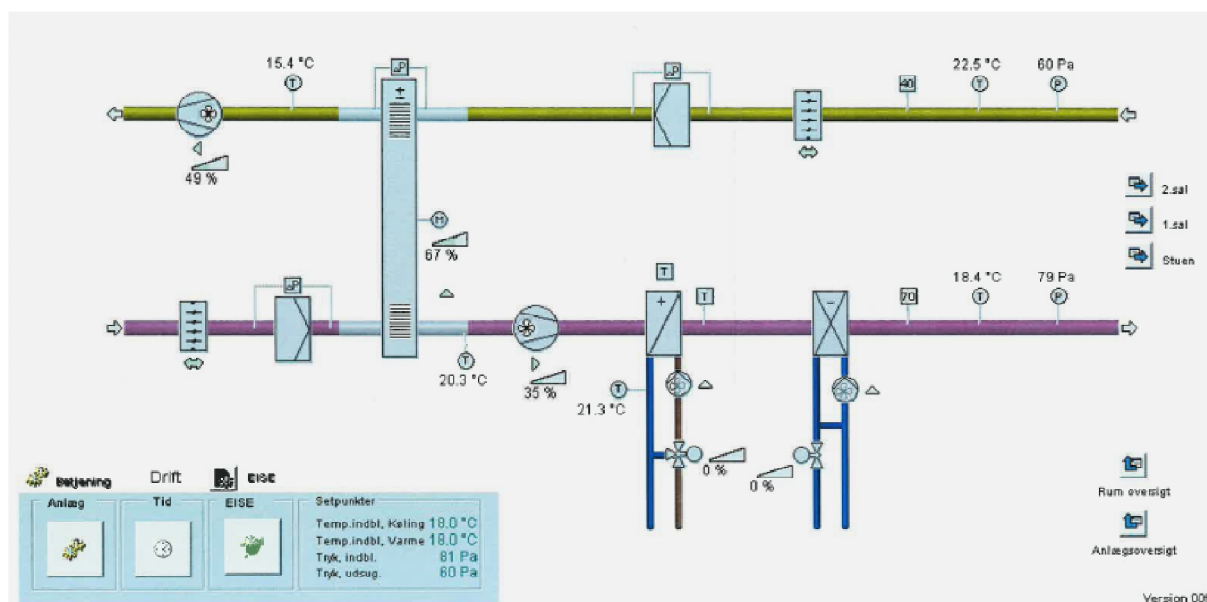 15.4 °C
22.5 °C
60 Pa
T
ΔP
ΔP
40
T
P
±
49 %
M
67 %
2.sal
1.sal
Stuen
ΔP
T
T
+
-
70
18.4 °C
79 Pa
T
P
T
20.3 °C
35 %
T
21.3 °C
0 %
0 %
Betjening
Drift
EISE
Anlæg
Tid
EISE
Setpunkter
Temp.indbl, Køling 18.0 °C
Temp.indbl, Varme 18.0 °C
Tryk, indbl. 81 Pa
Tryk, udsug. 60 Pa
Rum oversigt
Anlægsoversigt